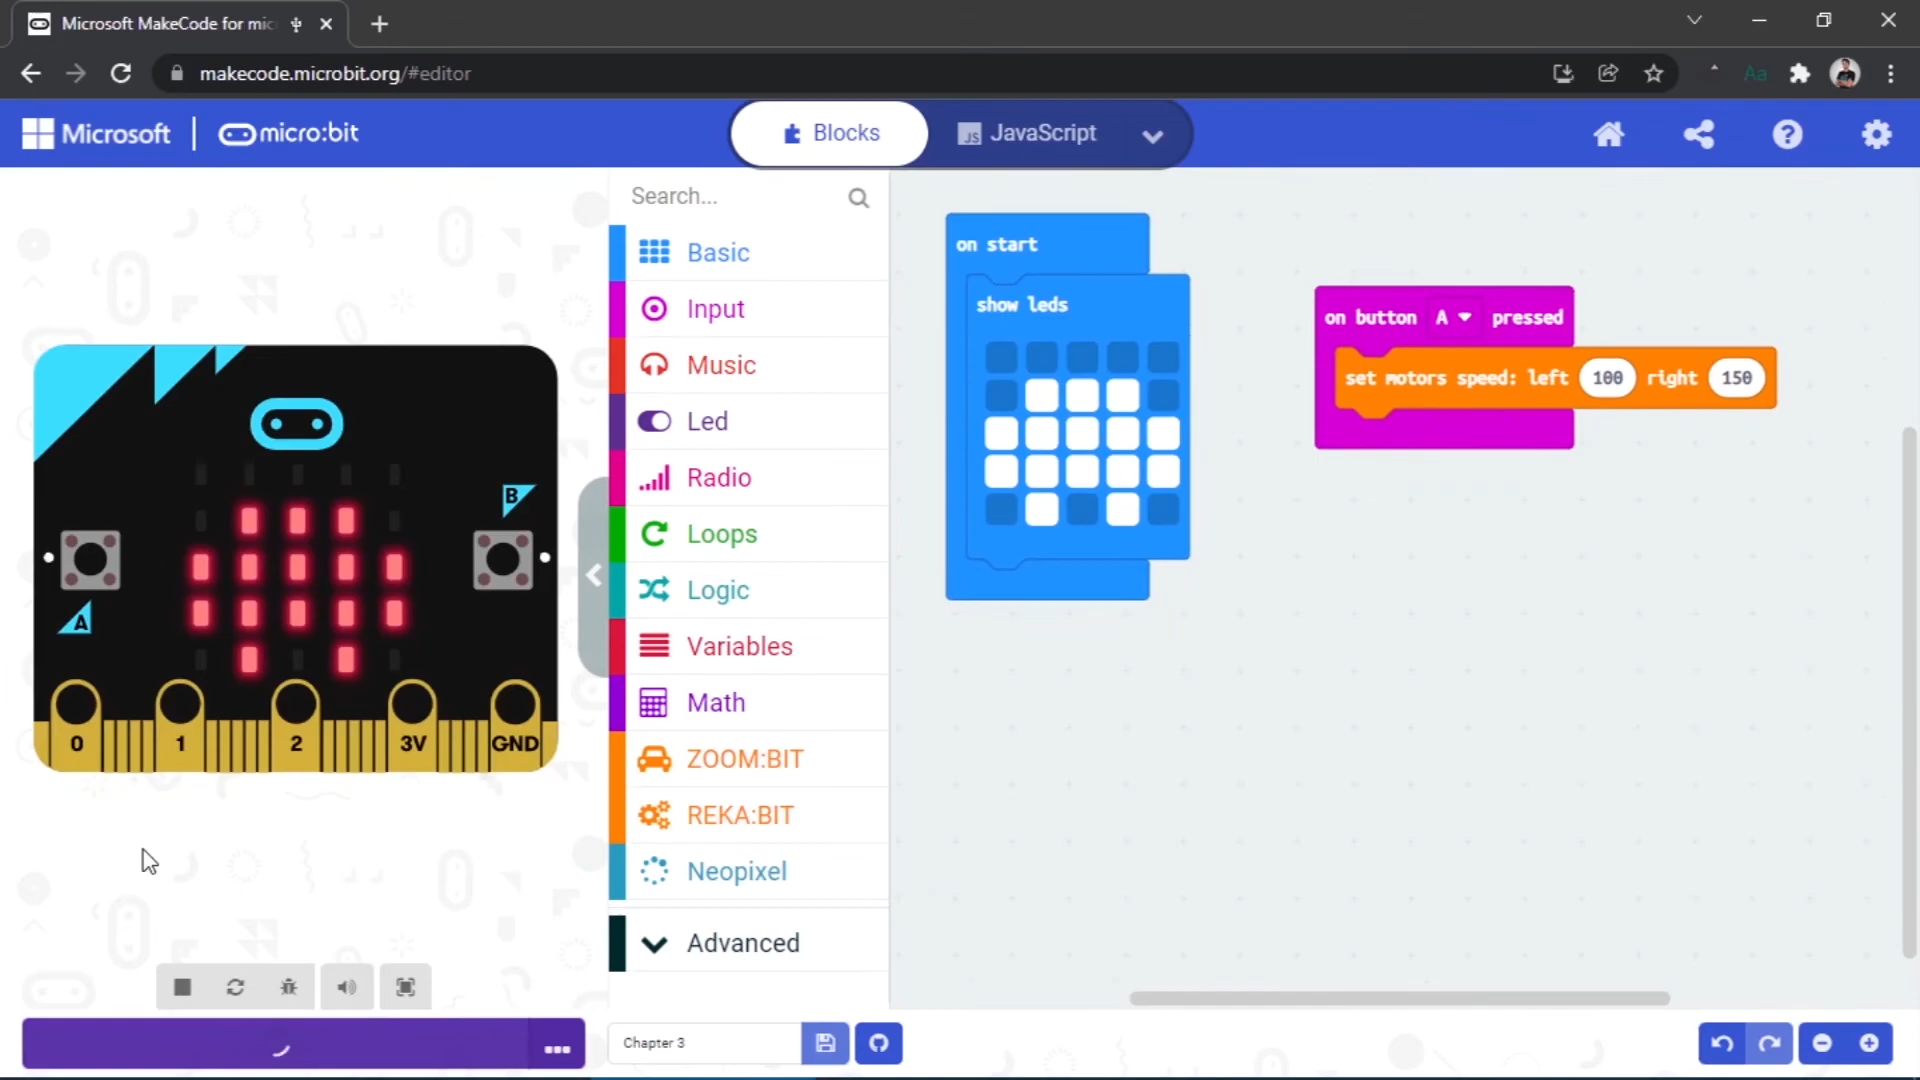 Microsoft MakeCode for mic
makecode.microbit.org/#editor
Aa
Microsoft
micro:bit
Blocks
JS JavaScript
Search...
Basic
Input
Music
Led
Radio
Loops
Logic
Variables
Math
ZOOM:BIT
REKA:BIT
Neopixel
Advanced
on start
show leds
on button A pressed
set motors speed: left 100 right 150
B
A
0 1 2 3V GND
Chapter 3